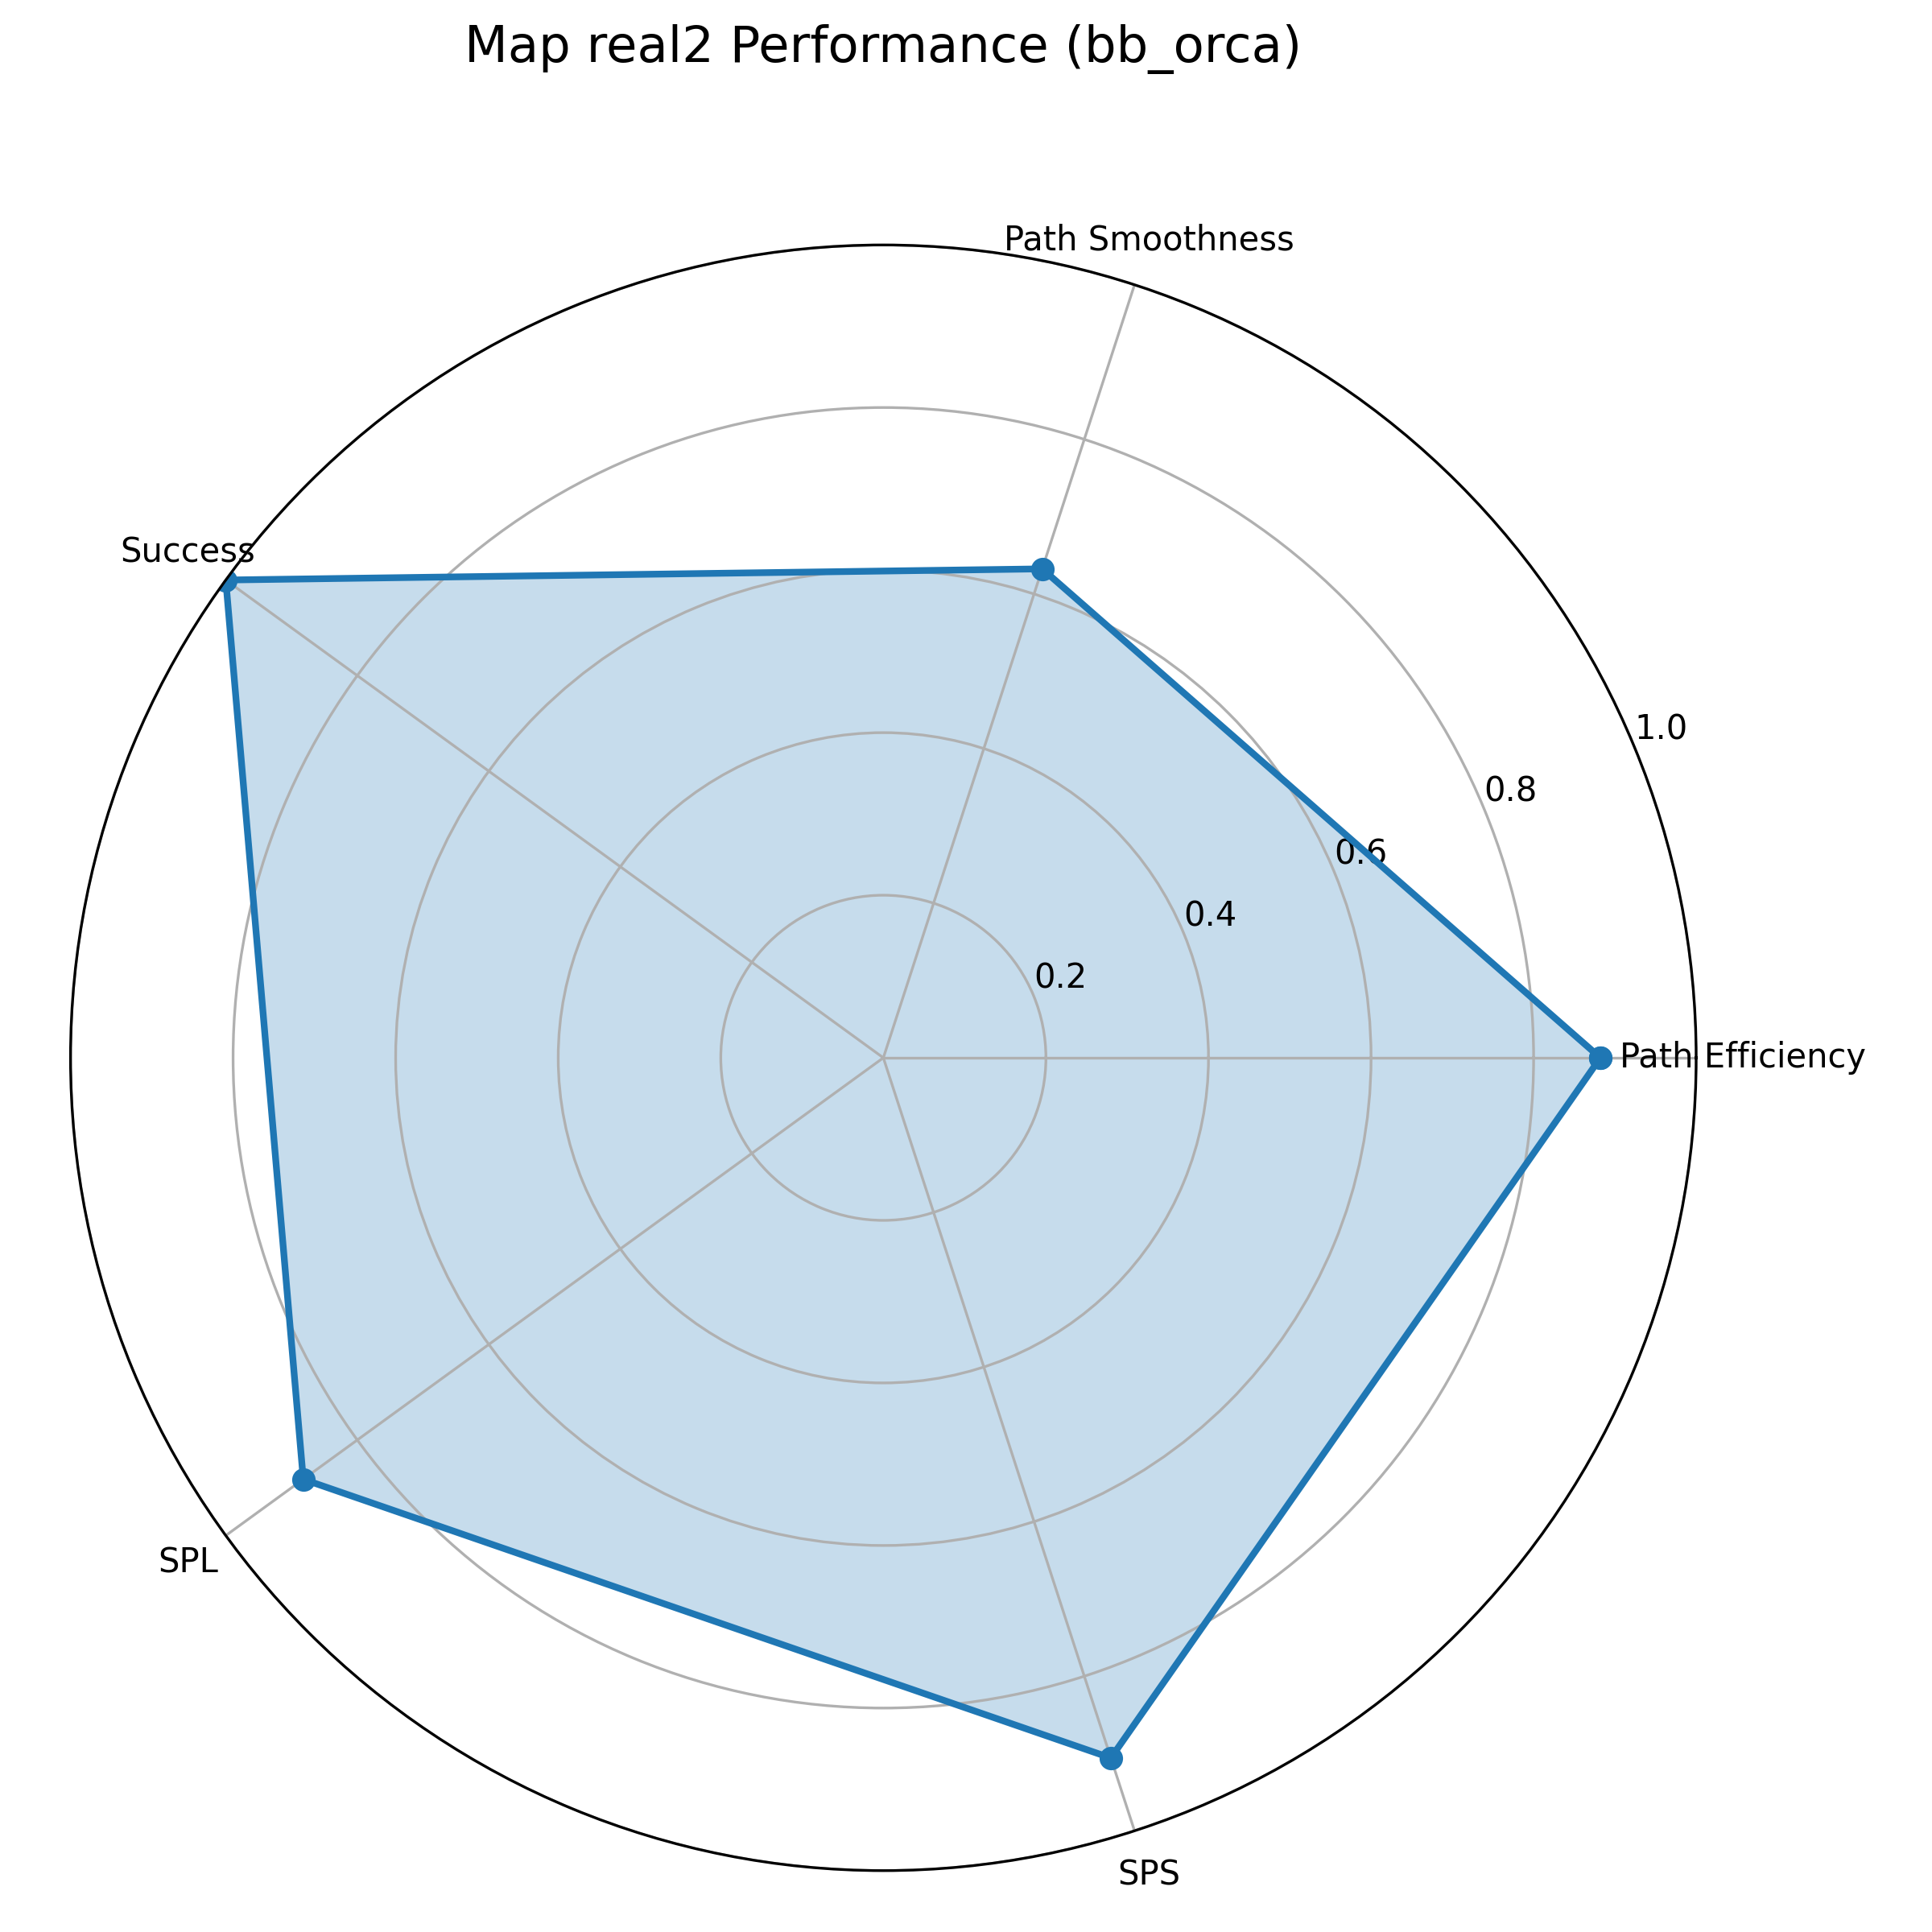 Map real2 Performance (bb_orca)
Path Smoothness
Success
1.0
0.8
0.6
0.4
0.2
Path Efficiency
SPL
SPS